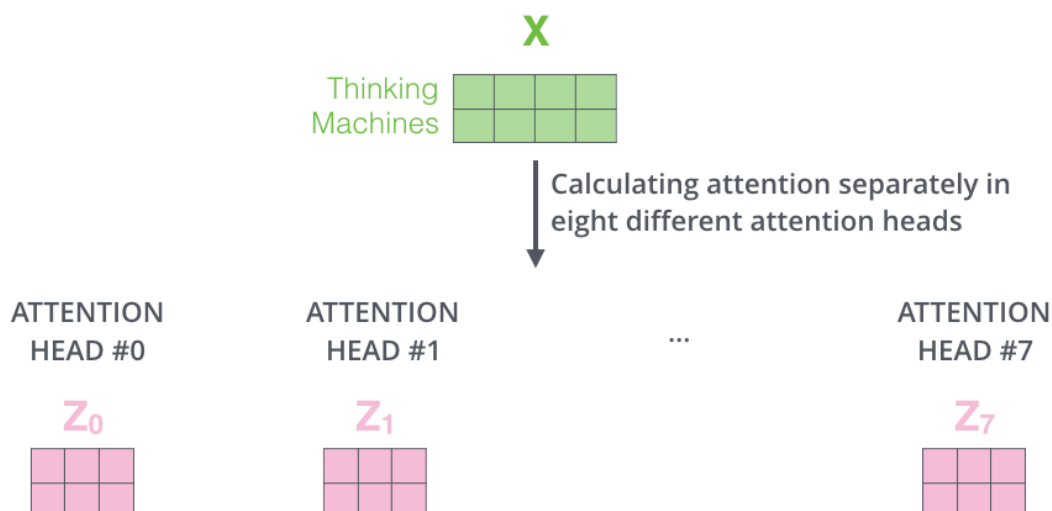 X
Thinking
Machines
Calculating attention separately in
eight different attention heads
ATTENTION
HEAD #0
ATTENTION
HEAD #1
...
ATTENTION
HEAD #7
Z0
Z1
Z7